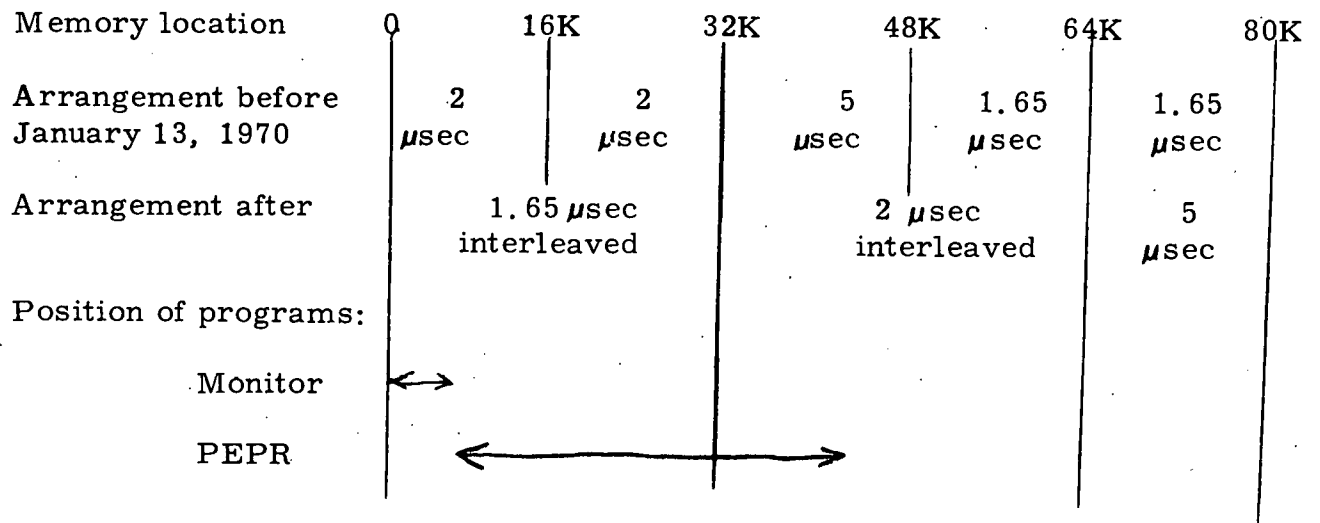 Memory location 0 16K 32K 48K 64K 80K
Arrangement before 2 2 5 1.65 1.65
January 13, 1970 μsec μsec μsec μsec μsec
Arrangement after 1.65 μsec 2 μsec 5
interleaved interleaved μsec
Position of programs:
Monitor
PEPR